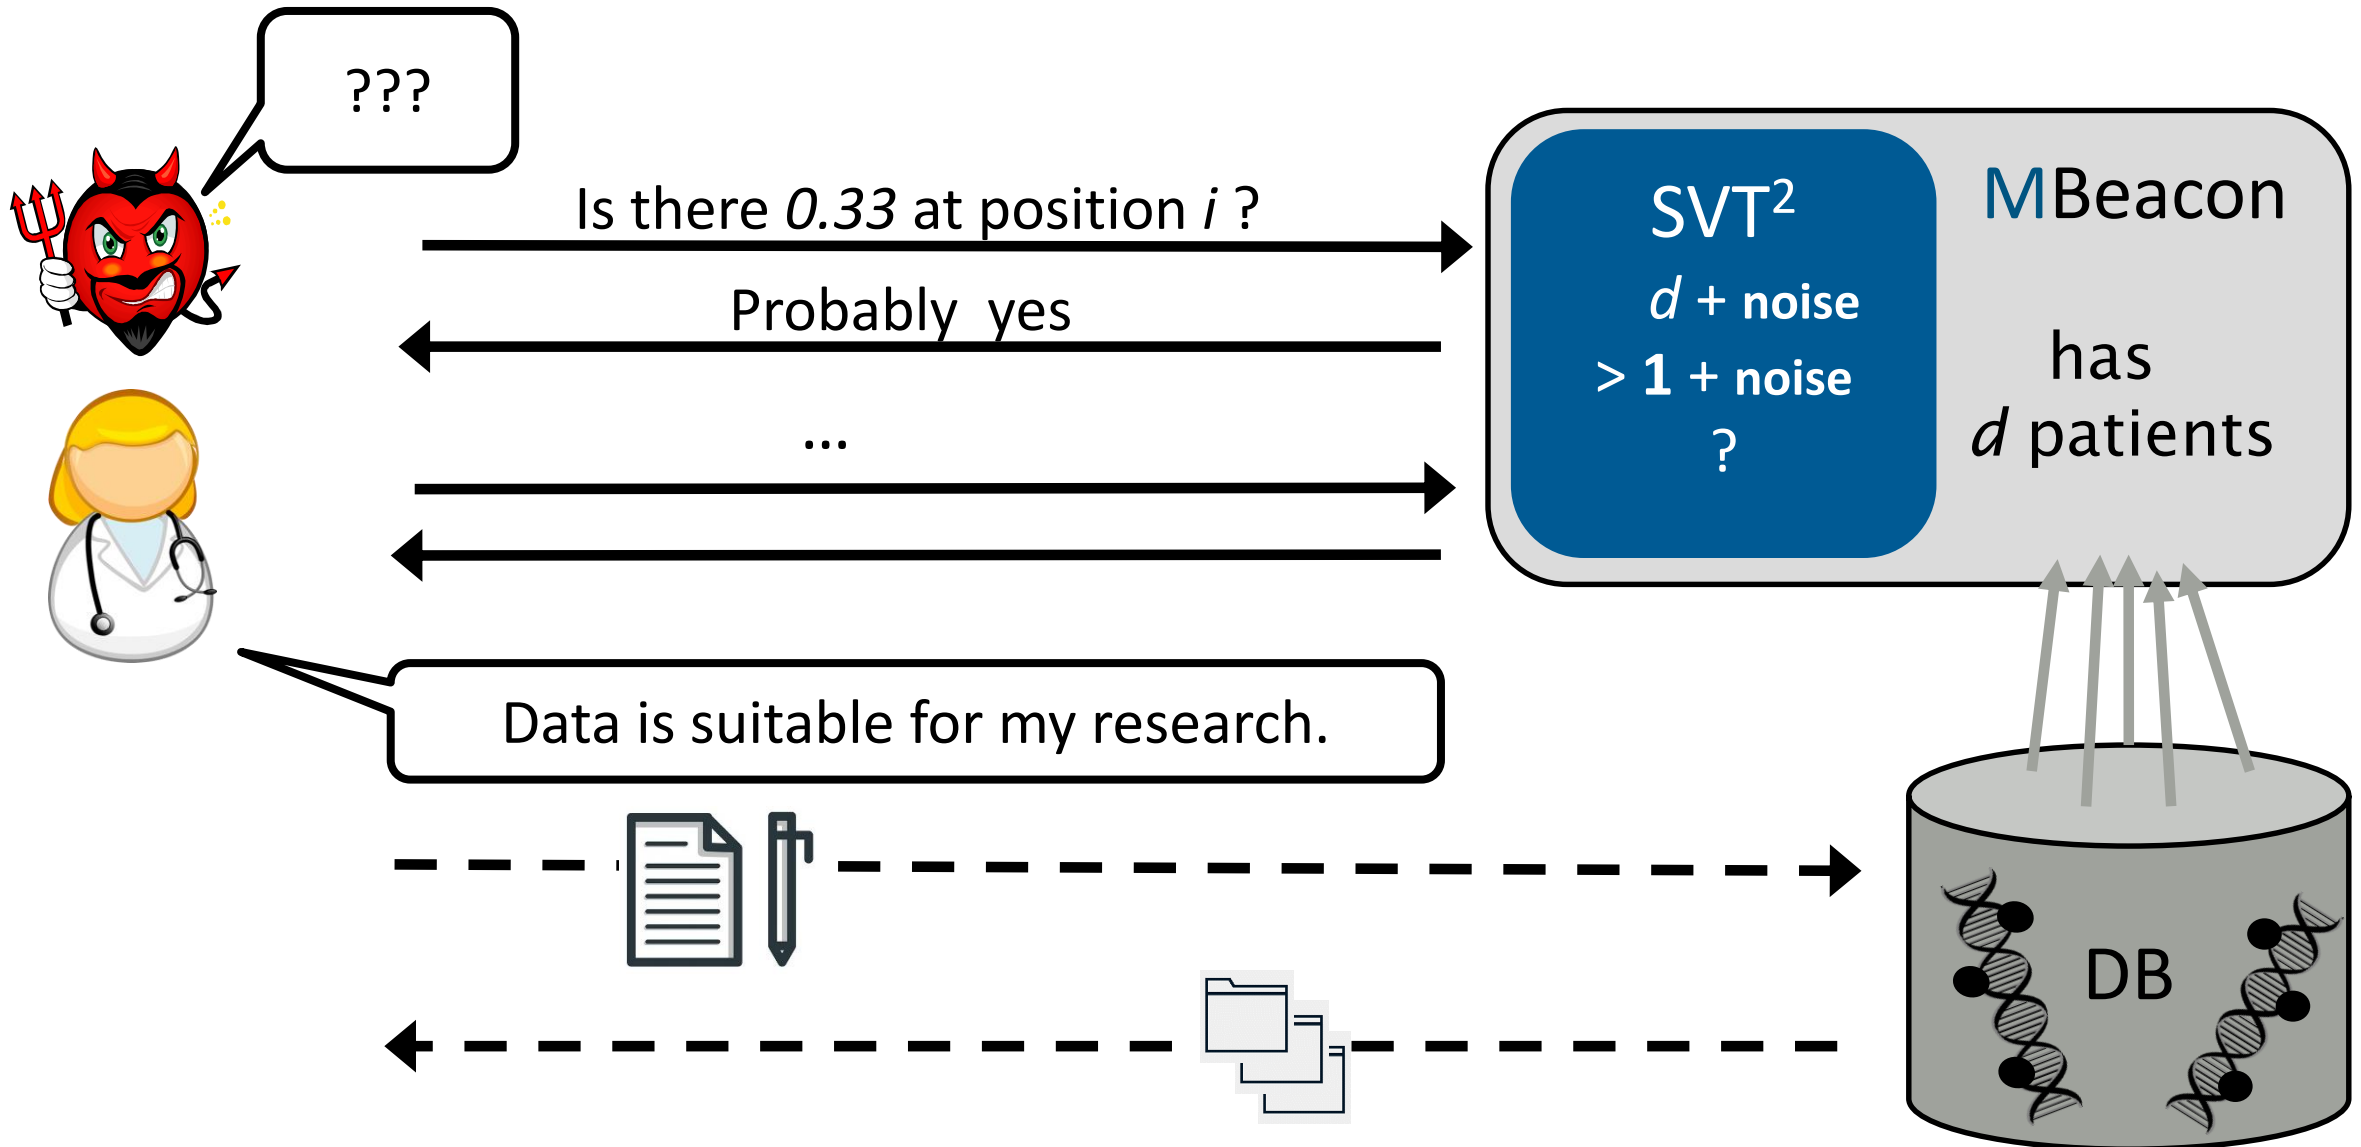 ???
Is there 0.33 at position i ?
Probably yes
...
SVT²
d + noise
> 1 + noise
?
MBeacon
has
d patients
Data is suitable for my research.
DB